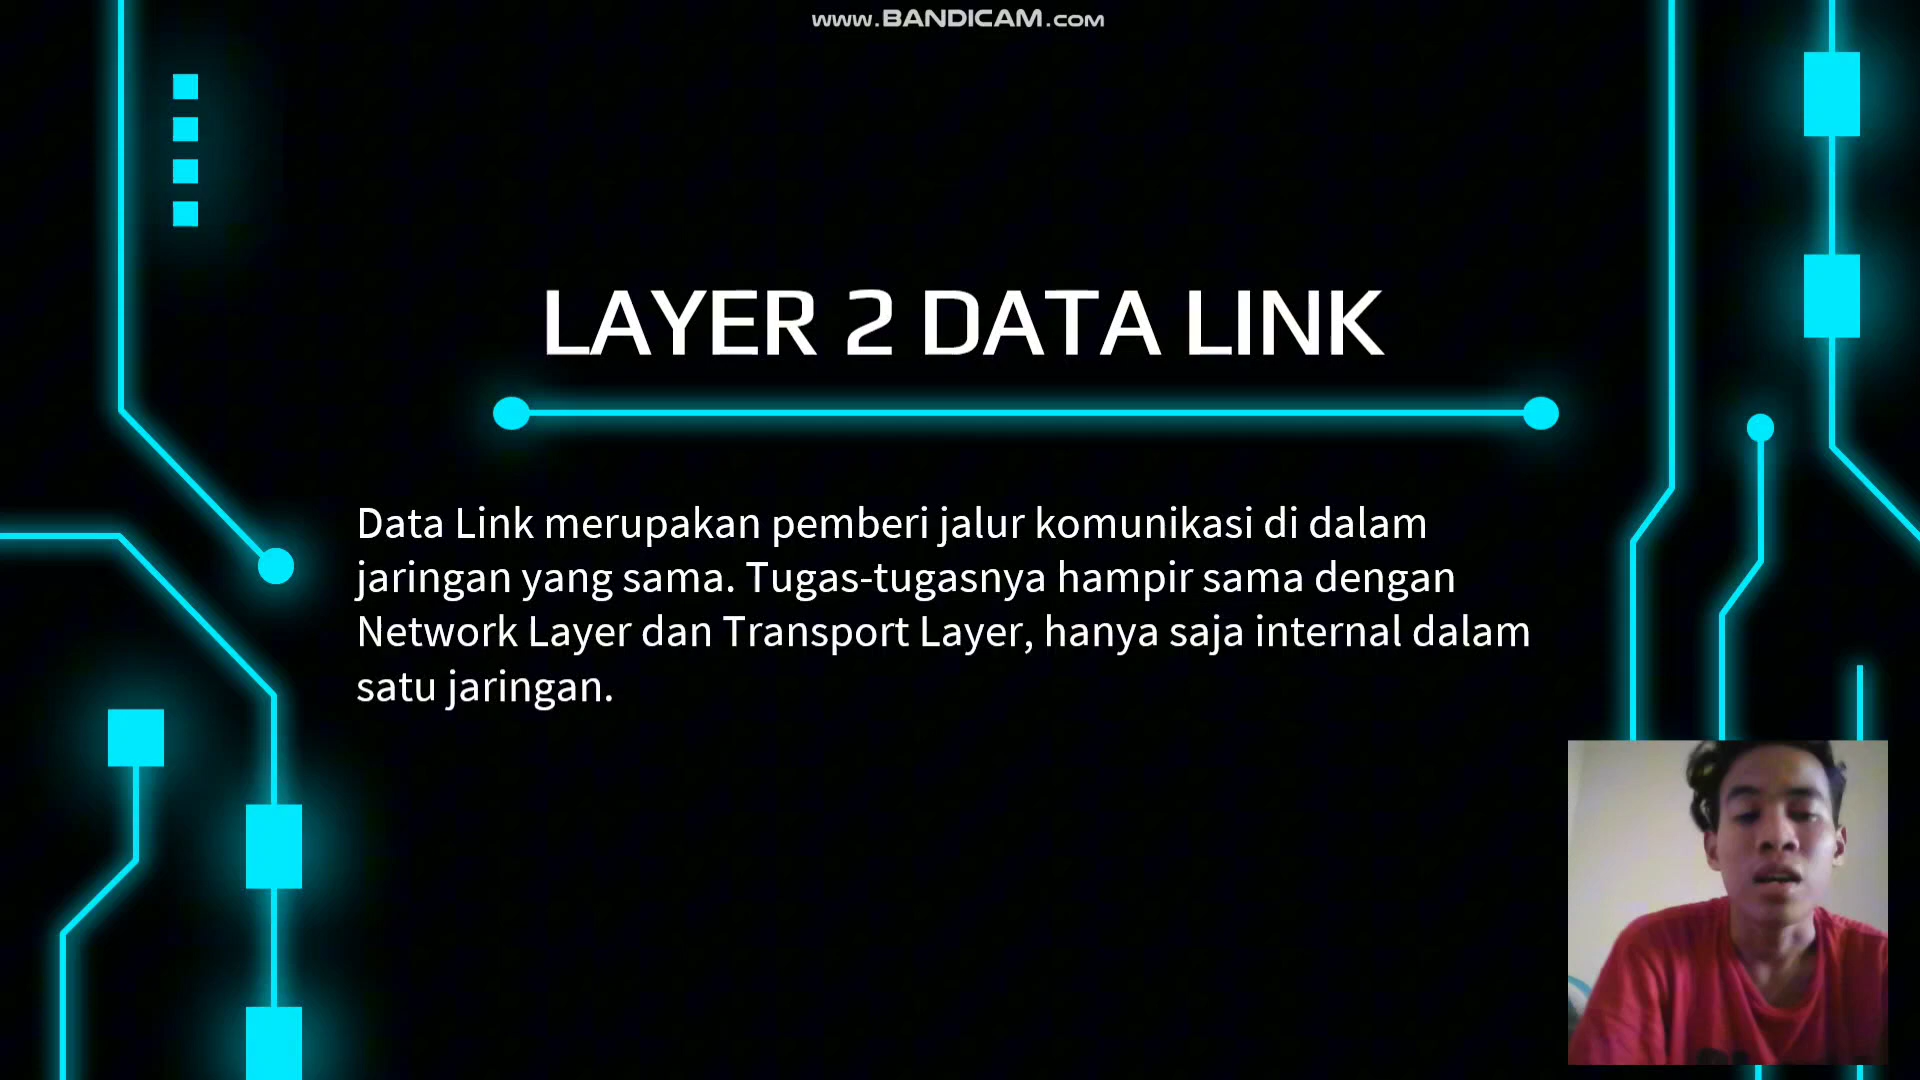 www.BANDICAM.com
LAYER 2 DATA LINK
Data Link merupakan pemberi jalur komunikasi di dalam
jaringan yang sama. Tugas-tugasnya hampir sama dengan
Network Layer dan Transport Layer, hanya saja internal dalam
satu jaringan.